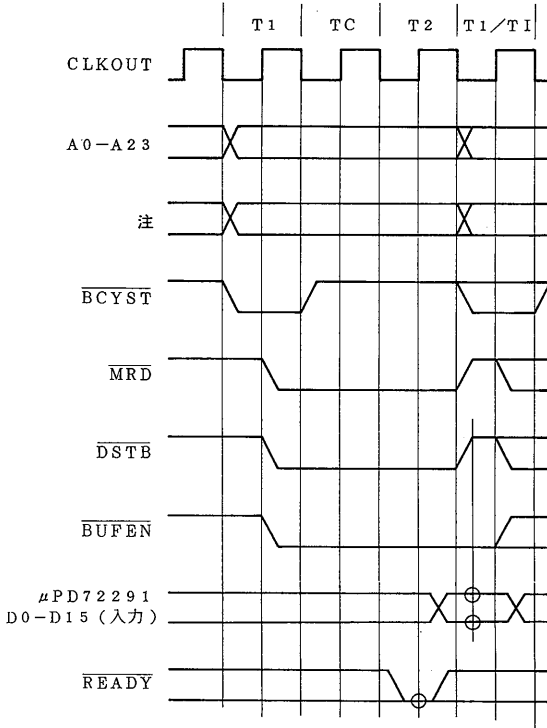 T1 TC T2 T1/TI
CLKOUT
A0-A23
注
BCYST
MRD
DSTB
BUFEN
μPD72291
D0-D15(入力)
READY